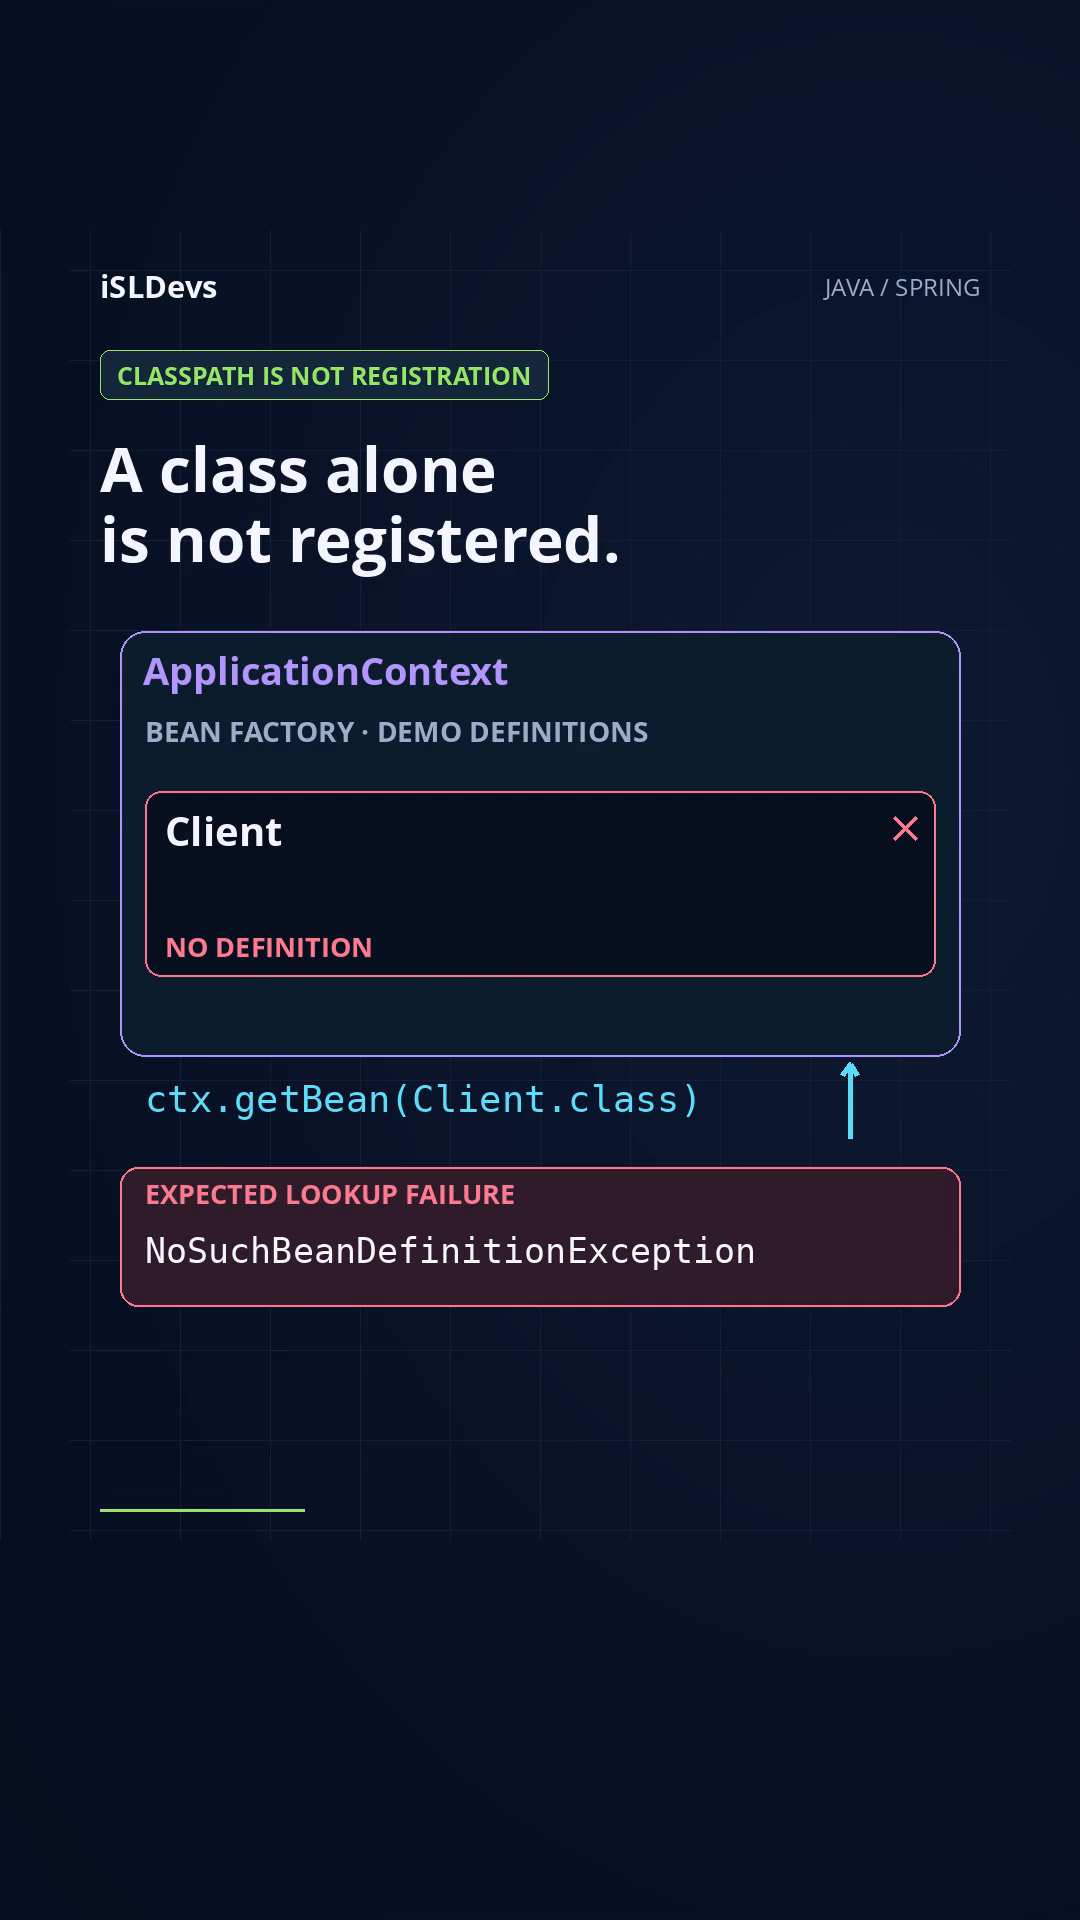 iSLDevs
JAVA / SPRING
CLASSPATH IS NOT REGISTRATION
A class alone
is not registered.
ApplicationContext
BEAN FACTORY · DEMO DEFINITIONS
Client
NO DEFINITION
ctx.getBean(Client.class)
EXPECTED LOOKUP FAILURE
NoSuchBeanDefinitionException